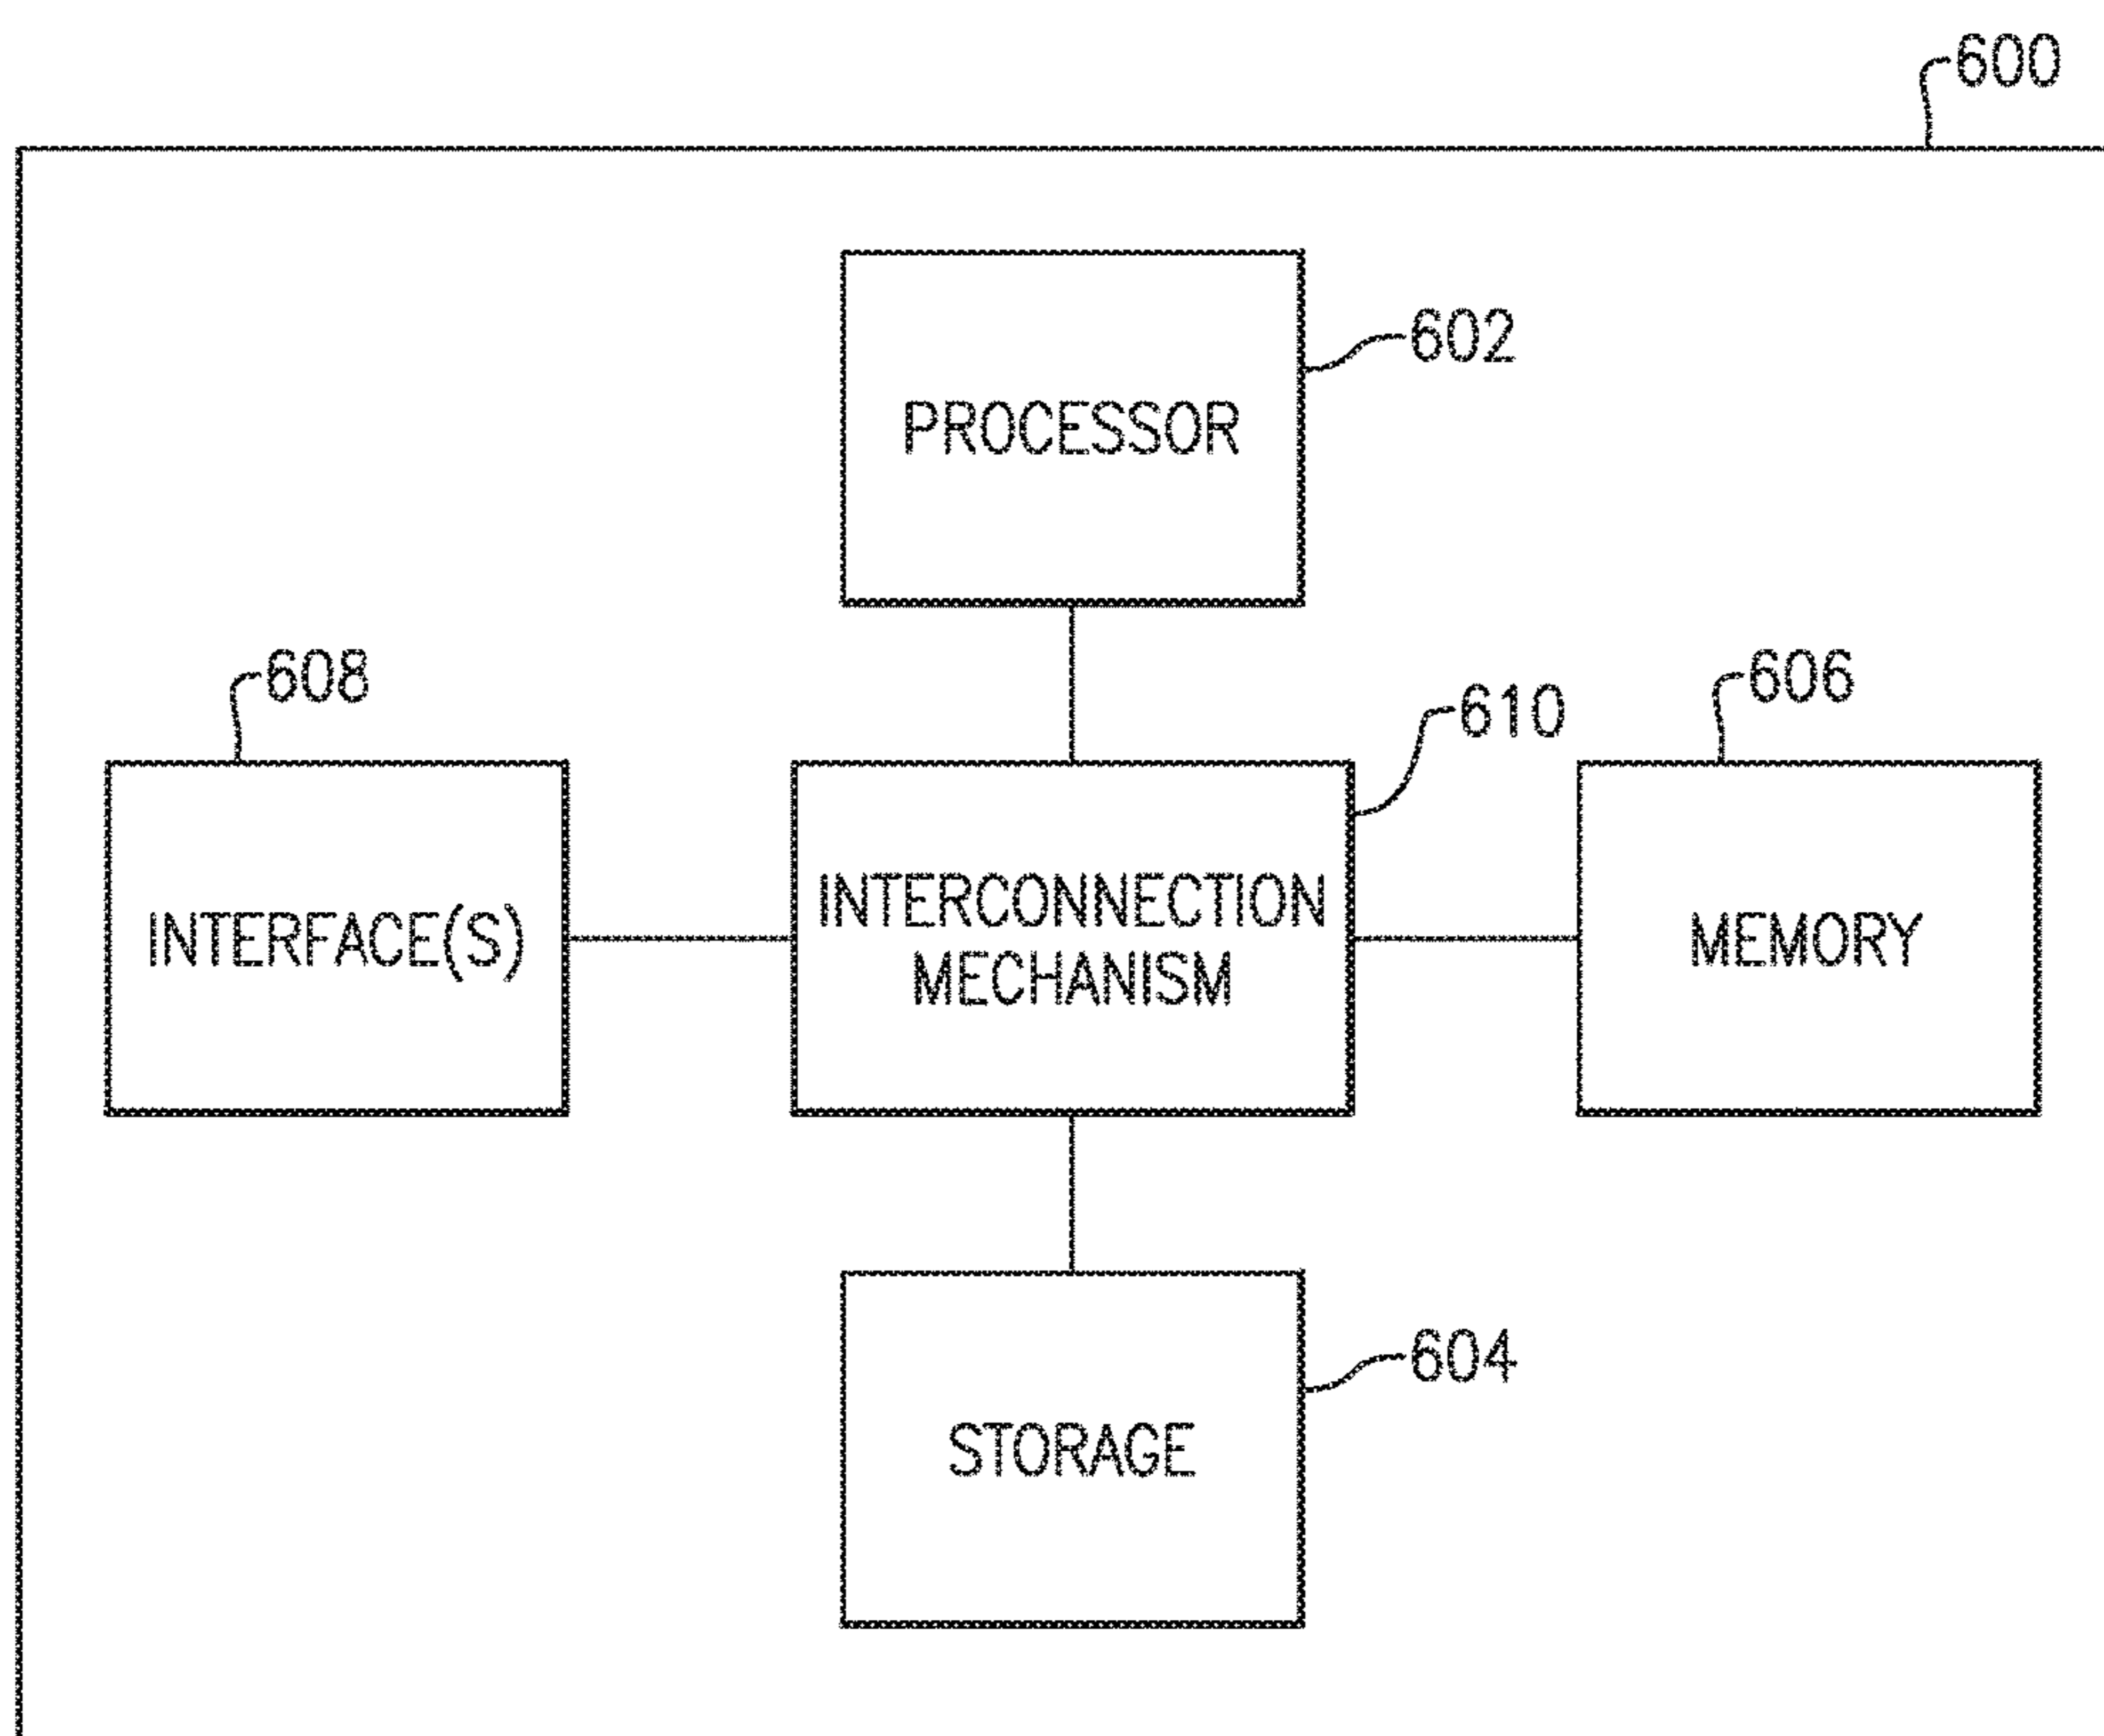 600
602
PROCESSOR
608
610
606
INTERFACE(S)
INTERCONNECTION
MECHANISM
MEMORY
604
STORAGE